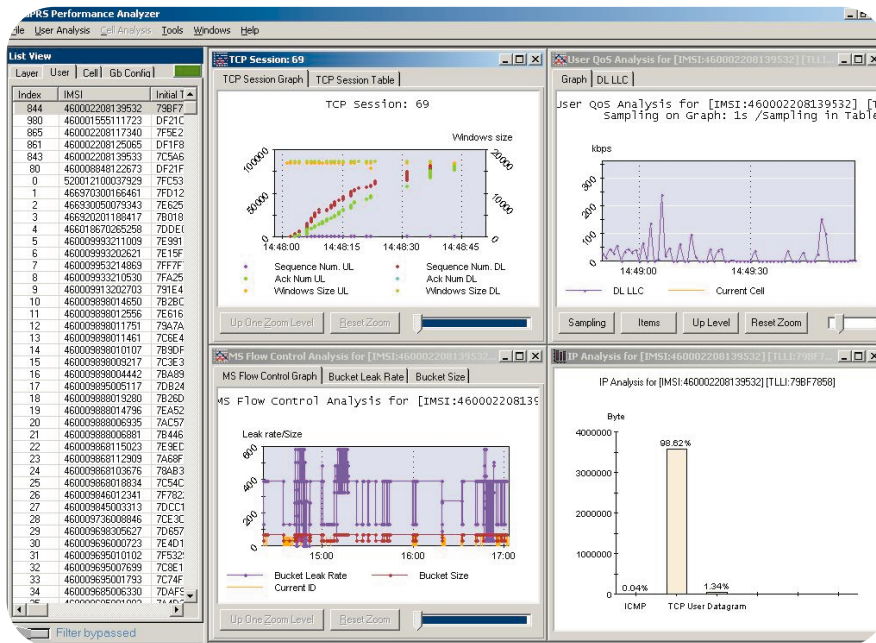 GPRS Performance Analyzer
File User Analysis Cell Analysis Tools Windows Help
List View
Layer User Cell Gb Config
Index IMSI Initial T
844 460002208139532 79BF7
980 460001555111723 DF21C
865 460002208117340 7F5E2
861 460002208125065 DF1F8
843 460002208139533 7C5A6
80 460008848122673 DF21F
0 520012100037929 7FC53
1 466970300166461 7FD12
2 466930050079343 7E625
3 466920201188417 7B018
4 466018670265258 7DDE0
5 460009993211009 7E991
6 460009993202621 7E15F
7 460009953214869 7FF7F
8 460009933210530 7FA25
9 460009913202703 791E4
10 460009898014650 7B2BC
11 460009898012556 7E616
12 460009898011751 79A7A
13 460009898011461 7C6E4
14 460009898010107 7B9DF
15 460009898009217 7C3E3
16 460009898004442 7BA89
17 460009895005117 7DB24
18 460009888019280 7B26D
19 460009888014796 7EA52
20 460009888006935 7AC57
21 460009888006881 7B446
22 460009868115023 7E9ED
23 460009868112909 7A68F
24 460009868103676 78AB3
25 460009868018834 7C54C
26 460009846012341 7F782
27 460009845003313 7DCC1
28 460009736008846 7CE3C
29 460009698305627 7D657
30 460009696000723 7E4D1
31 460009695010102 7F532
32 460009695007699 7C8E1
33 460009695001793 7C74F
34 460009685006330 7DAF9
Filter bypassed
TCP Session: 69
TCP Session Graph TCP Session Table
TCP Session: 69
Windows size
100000
50000
0
20000
10000
0
14:48:00 14:48:15 14:48:30 14:48:45
Sequence Num. UL Sequence Num. DL
Ack Num UL Ack Num DL
Windows Size UL Windows Size DL
Up One Zoom Level Reset Zoom
User QoS Analysis for [IMSI:460002208139532] [TLLI:
Graph DL LLC
User QoS Analysis for [IMSI:460002208139532] [T
Sampling on Graph: 1s /Sampling in Table
kbps
300
200
100
0
14:49:00 14:49:30
DL LLC Current Cell
Sampling Items Up Level Reset Zoom
MS Flow Control Analysis for [IMSI:460002208139532
MS Flow Control Graph Bucket Leak Rate Bucket Size
MS Flow Control Analysis for [IMSI:4600022081395
Leak rate/Size
600
400
200
0
15:00 16:00 17:00
Bucket Leak Rate Bucket Size
Current ID
Up One Zoom Level Reset Zoom
IP Analysis for [IMSI:460002208139532] [TLLI:79BF7
IP Analysis for [IMSI:460002208139532] [TLLI:79BF7858]
Byte
4000000
3000000
2000000
1000000
0
98.62%
0.04%
1.34%
ICMP TCP User Datagram